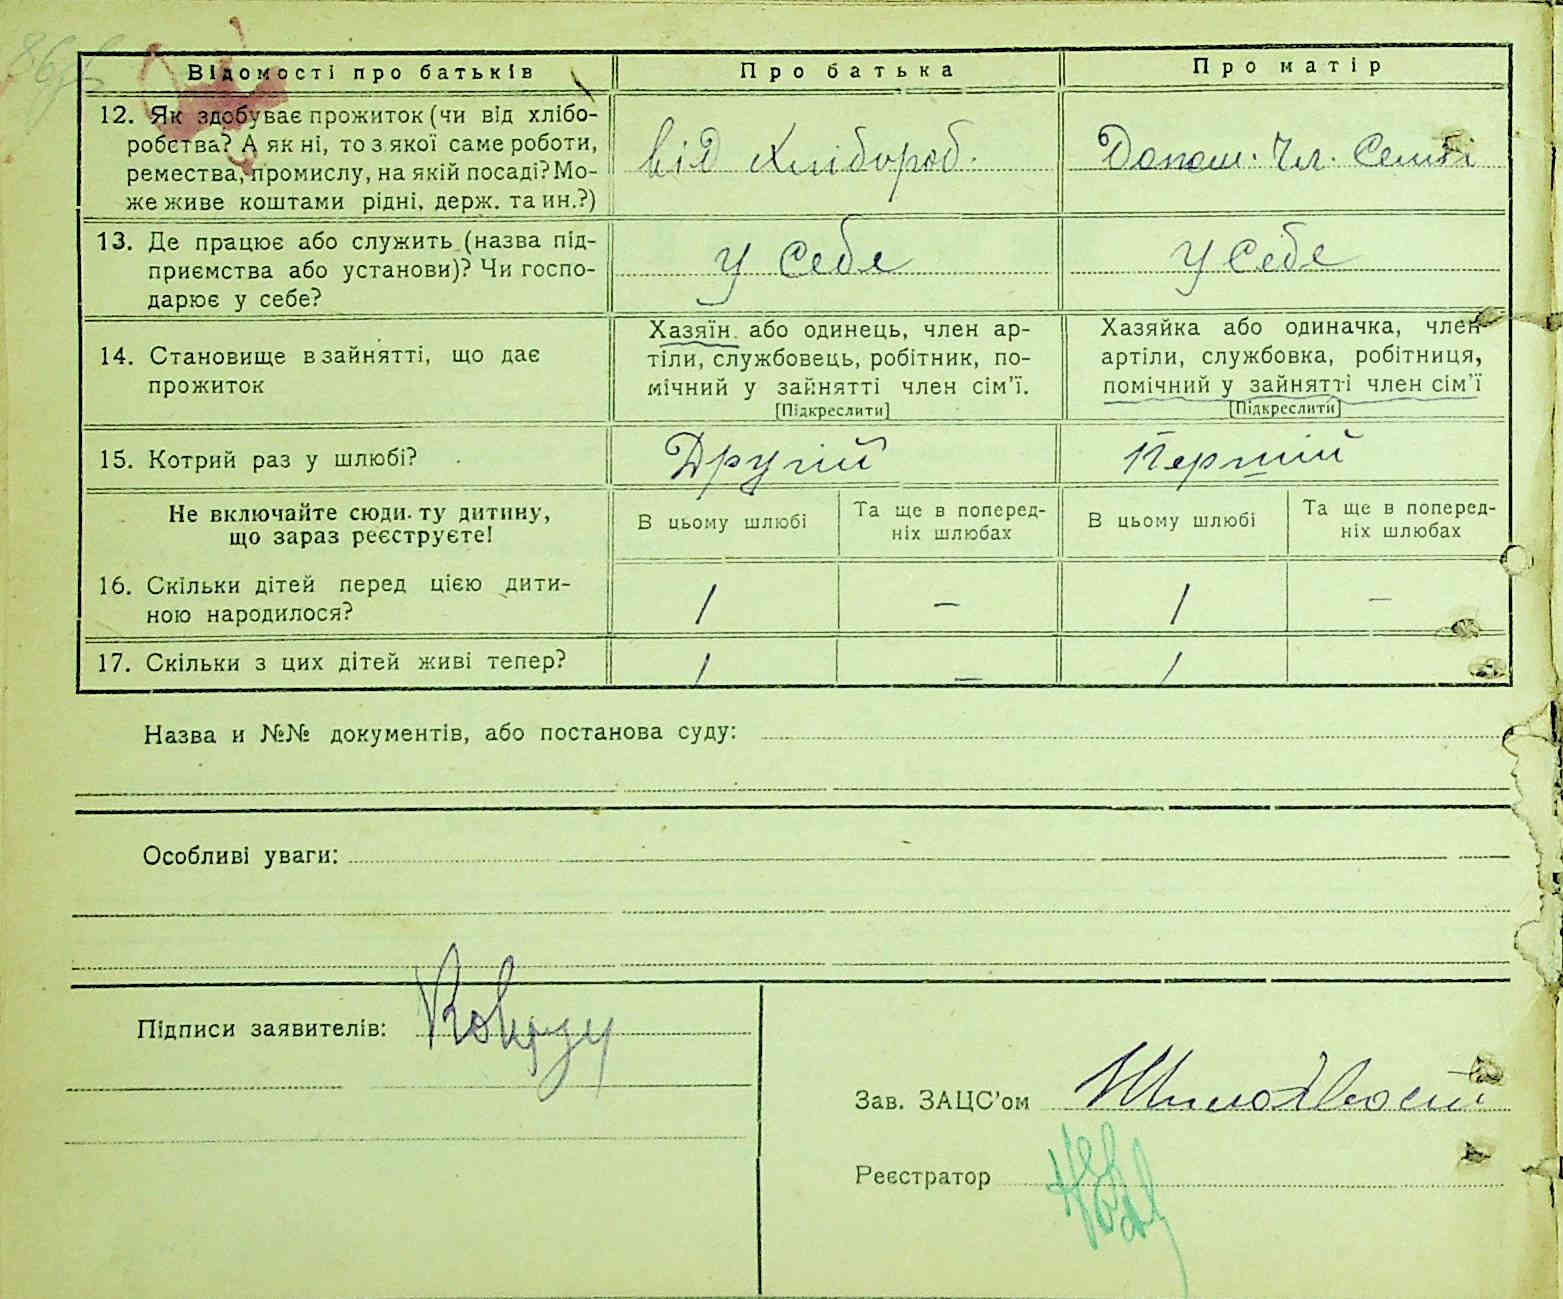 Відомості про батьків
Про батька
Про матір
12. Як здобуває прожиток (чи від хлібо-
робства? А як ні, то з якої саме роботи,
ремества, промислу, на якій посаді? Мо-
же живе коштами рідні, держ. та ин.?)
від хлібороб.
Допом. Чл. Семьі
13. Де працює або служить (назва під-
приємства або установи)? Чи госпо-
дарює у себе?
у себе
у себе
14. Становище в зайнятті, що дає
прожиток
Хазяїн або одинець, член ар-
тіли, службовець, робітник, по-
мічний у зайнятті член сім'ї.
[Підкреслити]
Хазяйка або одиначка, член
артіли, службовка, робітниця,
помічний у зайнятті член сім'ї
[Підкреслити]
15. Котрий раз у шлюбі?
Другий
Перший
Не включайте сюди ту дитину,
що зараз реєструєте!
В цьому шлюбі
Та ще в поперед-
ніх шлюбах
В цьому шлюбі
Та ще в поперед-
ніх шлюбах
16. Скільки дітей перед цією дити-
ною народилося?
1
–
1
–
17. Скільки з цих дітей живі тепер?
1
–
1
Назва и №№ документів, або постанова суду:
Особливі уваги:
Підписи заявителів:
Зав. ЗАЦС'ом
Реєстратор